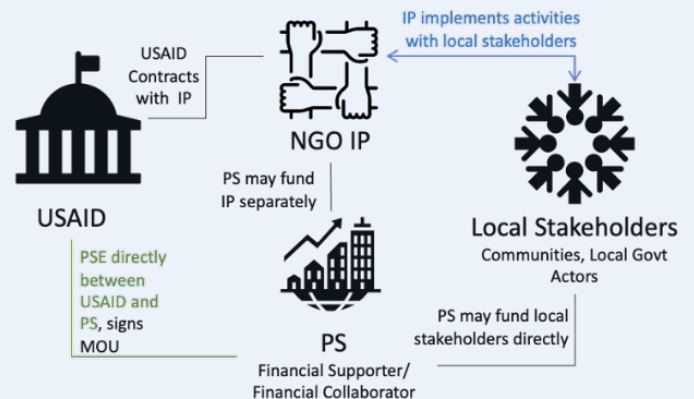 USAID
Contracts
with IP
IP implements activities
with local stakeholders
NGO IP
USAID
PS may fund
IP separately
Local Stakeholders
Communities, Local Govt
Actors
PSE directly
between
USAID and
PS, signs
MOU
PS
Financial Supporter/
Financial Collaborator
PS may fund local
stakeholders directly